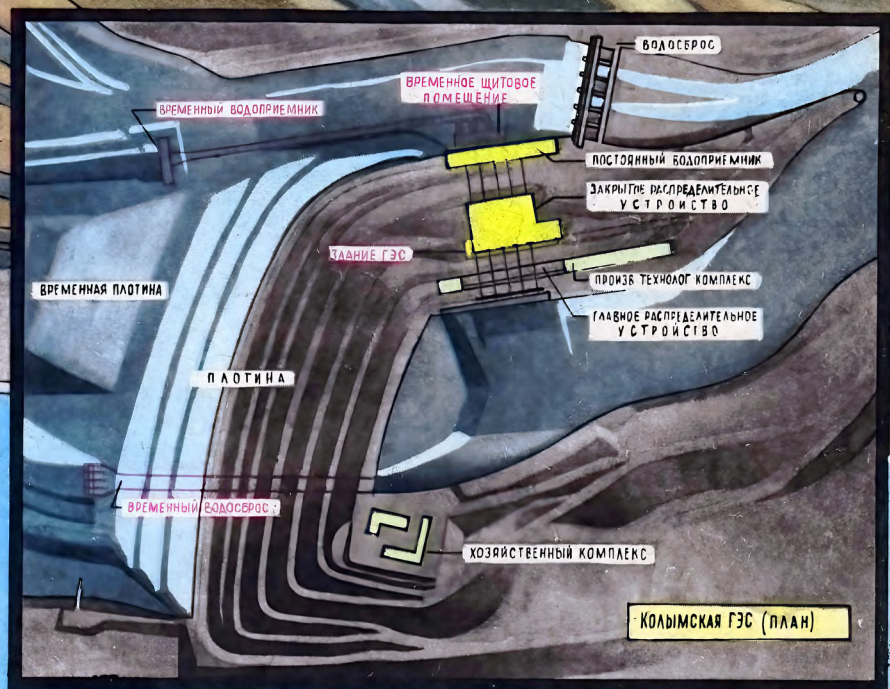 ВОДОСБРОС
ВРЕМЕННОЕ ЩИТОВОЕ
ПОМЕЩЕНИЕ
ВРЕМЕННЫЙ ВОДОПРИЕМНИК
ПОСТОЯННЫЙ ВОДОПРИЕМНИК
ЗАКРЫТОЕ РАСПРЕДЕЛИТЕЛЬНОЕ
УСТРОЙСТВО
ЗДАНИЕ ГЭС
ПРОИЗВ ТЕХНОЛОГ КОМПЛЕКС
ВРЕМЕННАЯ ПЛОТИНА
ГЛАВНОЕ РАСПРЕДЕЛИТЕЛЬНОЕ
УСТРОЙСТВО
ПЛОТИНА
ВРЕМЕННЫЙ ВОДОСБРОС
ХОЗЯЙСТВЕННЫЙ КОМПЛЕКС
КОЛЫМСКАЯ ГЭС (ПЛАН)